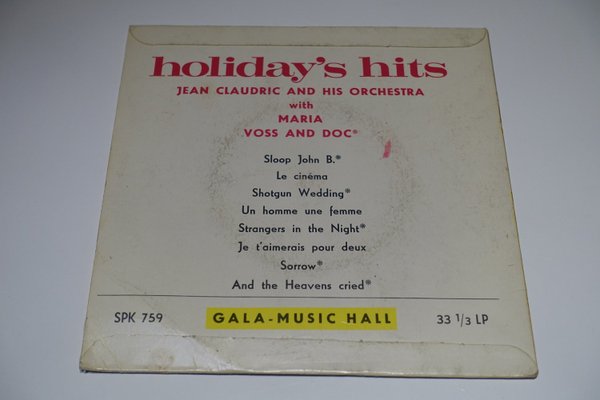 holiday's hits
JEAN CLAUDRIC AND HIS ORCHESTRA
with
MARIA
VOSS AND DOC*
Sloop John B.*
Le cinéma
Shotgun Wedding*
Un homme une femme
Strangers in the Night*
Je t'aimerais pour deux
Sorrow*
And the Heavens cried*
SPK 759 GALA-MUSIC HALL 33 1/3 LP